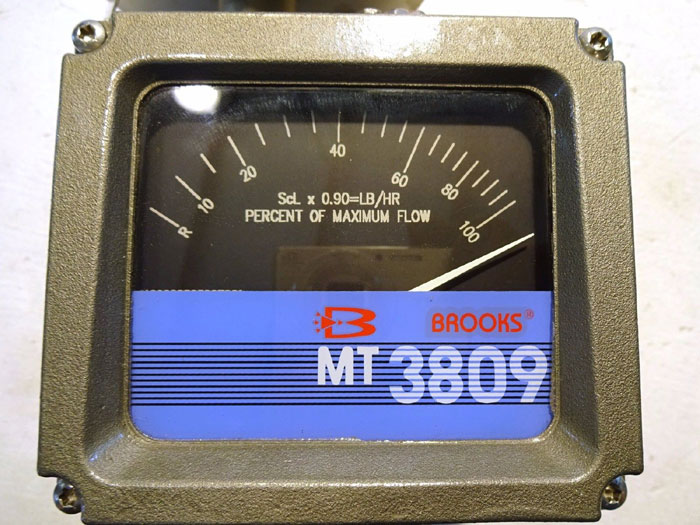 R 10 20 40 60 80 100
ScL x 0.90=LB/HR
PERCENT OF MAXIMUM FLOW
BROOKS®
MT 3809